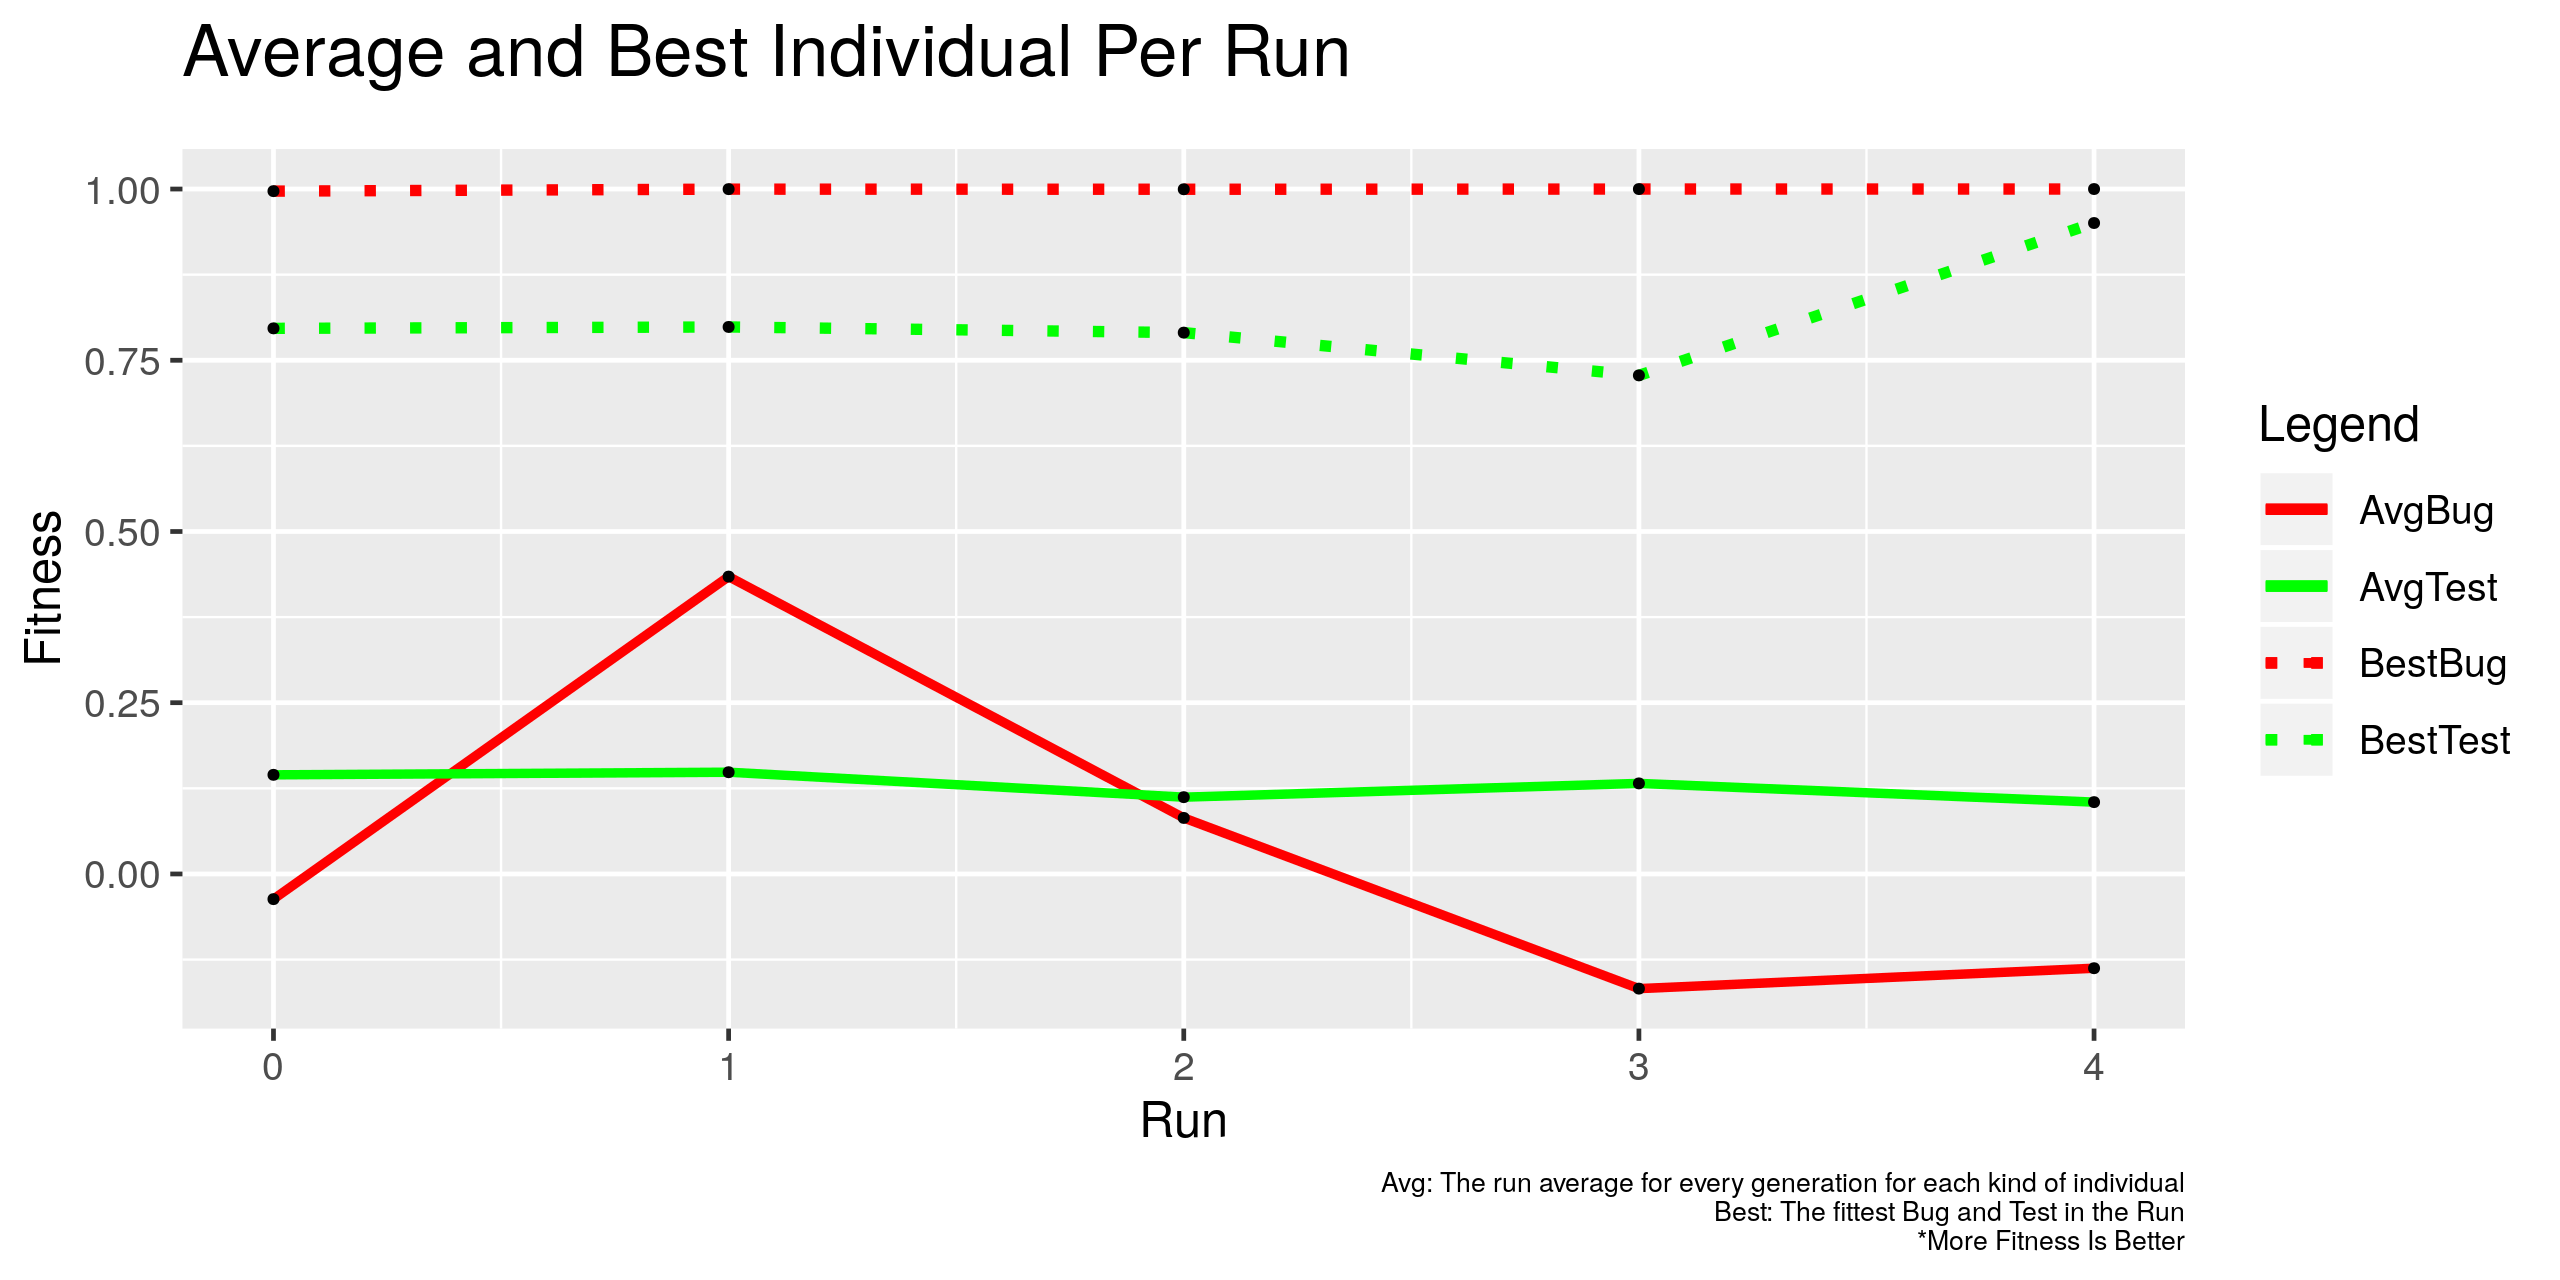 Average and Best Individual Per Run
1.00
0.75
0.50
0.25
0.00
Fitness
0
1
2
3
4
Run
Legend
AvgBug
AvgTest
BestBug
BestTest
Avg: The run average for every generation for each kind of individual
Best: The fittest Bug and Test in the Run
*More Fitness Is Better